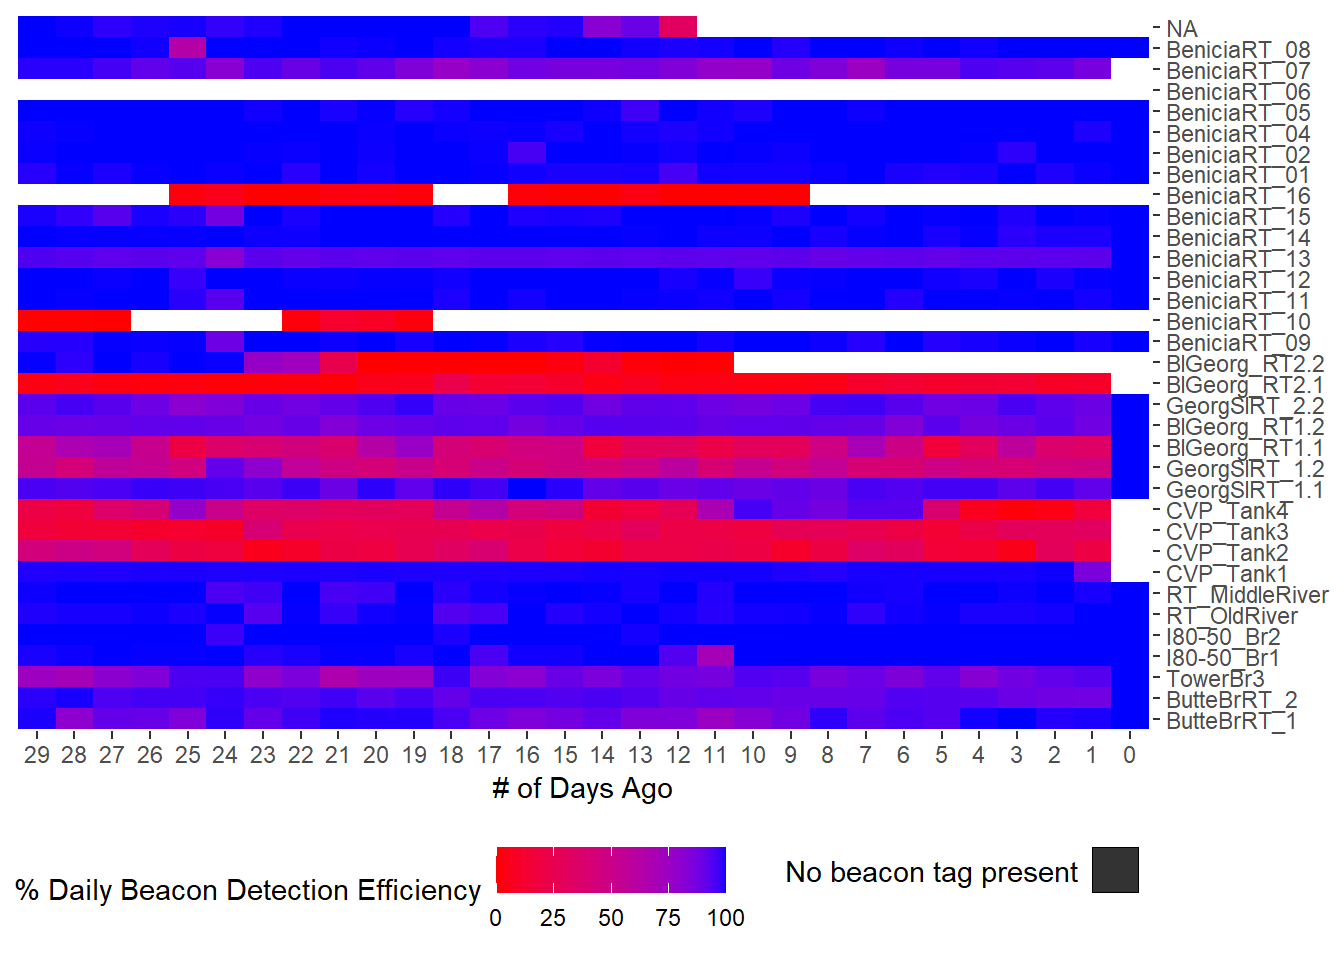 NA
BeniciaRT_08
BeniciaRT_07
BeniciaRT_06
BeniciaRT_05
BeniciaRT_04
BeniciaRT_02
BeniciaRT_01
BeniciaRT_16
BeniciaRT_15
BeniciaRT_14
BeniciaRT_13
BeniciaRT_12
BeniciaRT_11
BeniciaRT_10
BeniciaRT_09
BlGeorg_RT2.2
BlGeorg_RT2.1
GeorgSlRT_2.2
BlGeorg_RT1.2
BlGeorg_RT1.1
GeorgSlRT_1.2
GeorgSlRT_1.1
CVP_Tank4
CVP_Tank3
CVP_Tank2
CVP_Tank1
RT_MiddleRiver
RT_OldRiver
I80-50_Br2
I80-50_Br1
TowerBr3
ButteBrRT_2
ButteBrRT_1
29 28 27 26 25 24 23 22 21 20 19 18 17 16 15 14 13 12 11 10 9 8 7 6 5 4 3 2 1 0
# of Days Ago
% Daily Beacon Detection Efficiency
0 25 50 75 100
No beacon tag present